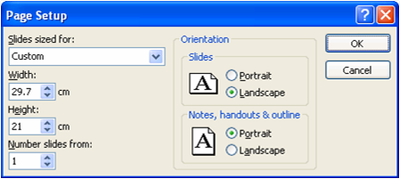 Page Setup
Slides sized for:
Custom
Width:
29.7 cm
Height:
21 cm
Number slides from:
1
Orientation
Slides
A
Portrait
Landscape
Notes, handouts & outline
A
Portrait
Landscape
OK
Cancel